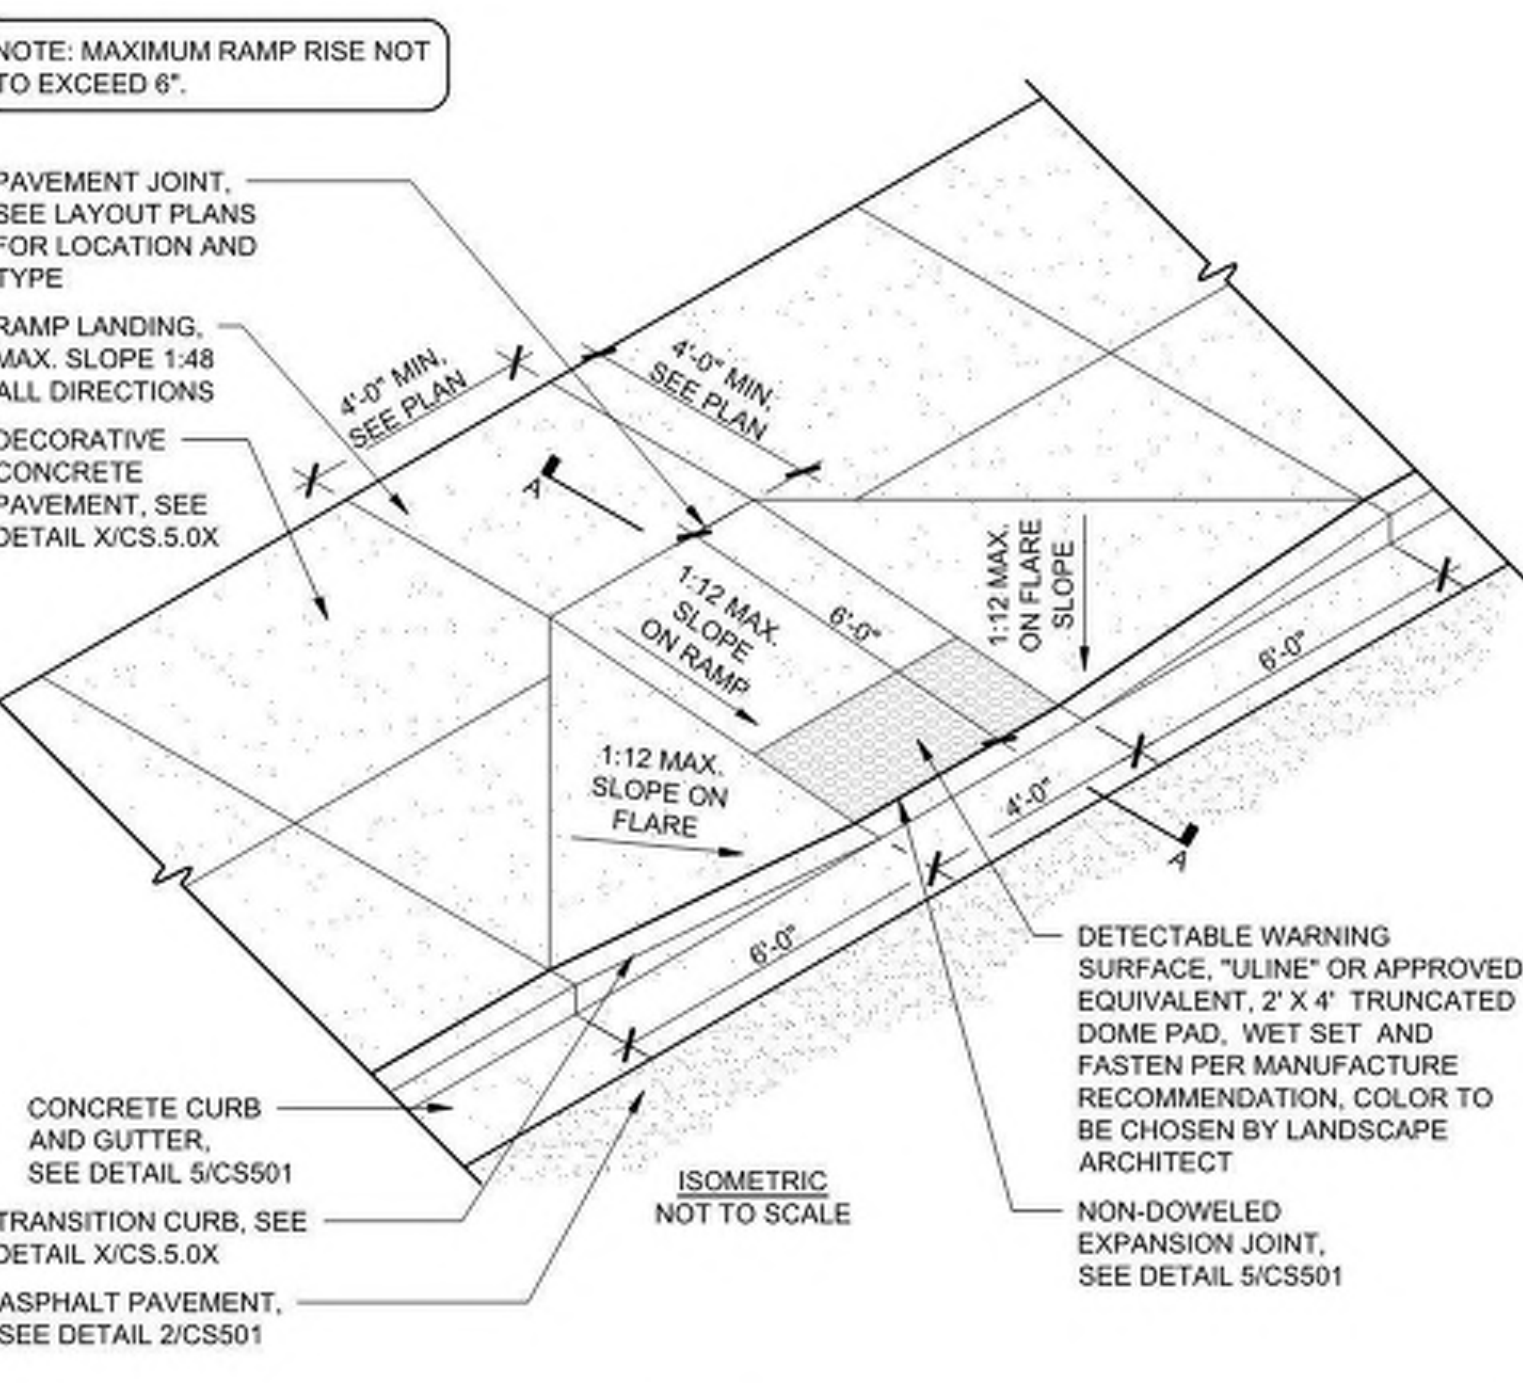 NOTE: MAXIMUM RAMP RISE NOT
TO EXCEED 6".
PAVEMENT JOINT,
SEE LAYOUT PLANS
FOR LOCATION AND
TYPE
RAMP LANDING,
MAX. SLOPE 1:48
ALL DIRECTIONS
DECORATIVE
CONCRETE
PAVEMENT, SEE
DETAIL X/CS.5.0X
4'-0" MIN,
SEE PLAN
4'-0" MIN,
SEE PLAN
A
1:12 MAX.
SLOPE
ON RAMP
6'-0"
1:12 MAX.
ON FLARE
SLOPE
6'-0"
1:12 MAX.
SLOPE ON
FLARE
4'-0"
A
6'-0"
DETECTABLE WARNING
SURFACE, "ULINE" OR APPROVED
EQUIVALENT, 2' X 4' TRUNCATED
DOME PAD, WET SET AND
FASTEN PER MANUFACTURE
RECOMMENDATION, COLOR TO
BE CHOSEN BY LANDSCAPE
ARCHITECT
NON-DOWELED
EXPANSION JOINT,
SEE DETAIL 5/CS501
CONCRETE CURB
AND GUTTER,
SEE DETAIL 5/CS501
TRANSITION CURB, SEE
DETAIL X/CS.5.0X
ASPHALT PAVEMENT,
SEE DETAIL 2/CS501
ISOMETRIC
NOT TO SCALE